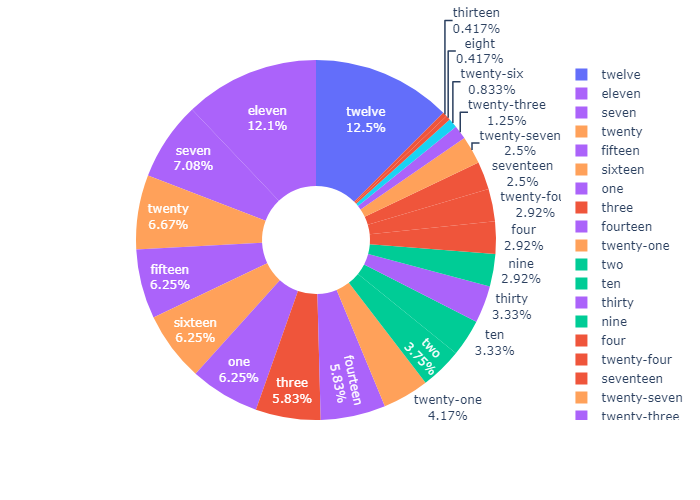 thirteen
0.417%
eight
0.417%
twenty-six
0.833%
twenty-three
1.25%
twenty-seven
2.5%
seventeen
2.5%
twenty-fou
2.92%
four
2.92%
nine
2.92%
thirty
3.33%
ten
3.33%
two
3.75%
twenty-one
4.17%
fourteen
5.83%
three
5.83%
one
6.25%
sixteen
6.25%
fifteen
6.25%
twenty
6.67%
seven
7.08%
eleven
12.1%
twelve
12.5%
twelve
eleven
seven
twenty
fifteen
sixteen
one
three
fourteen
twenty-one
two
ten
thirty
nine
four
twenty-four
seventeen
twenty-seven
twenty-three